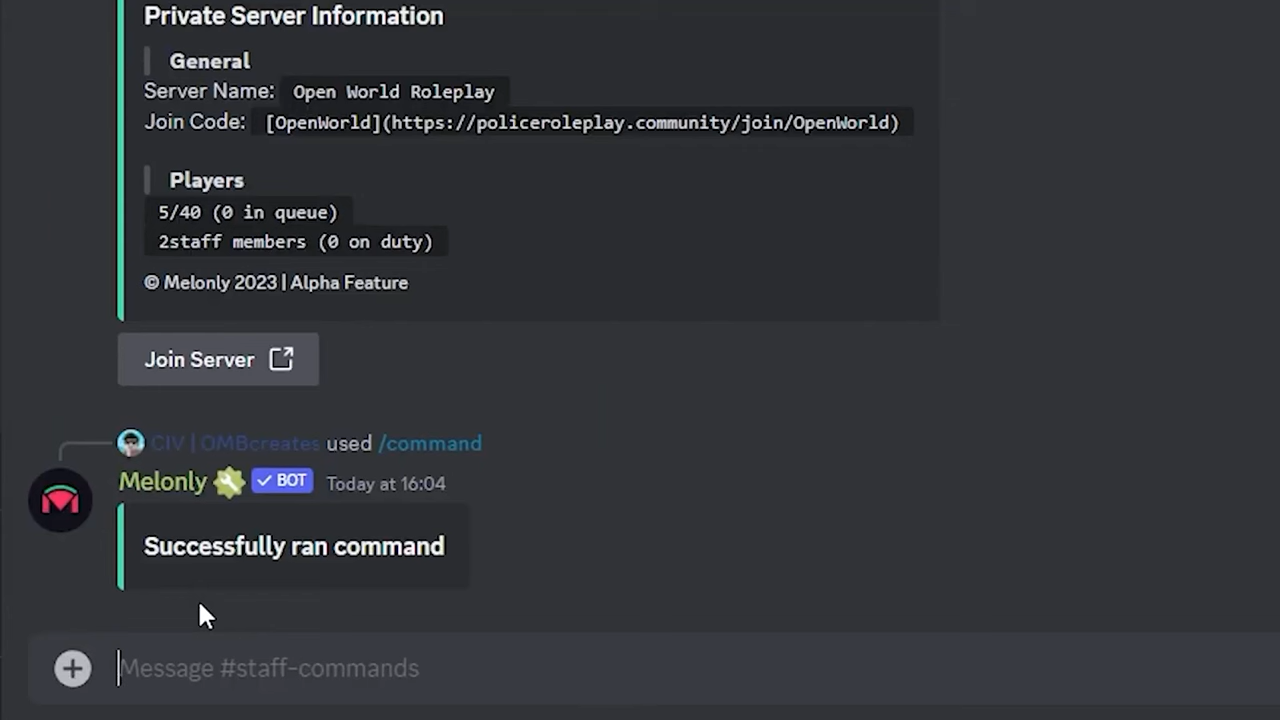 Private Server Information
General
Server Name: Open World Roleplay
Join Code: [OpenWorld](https://policeroleplay.community/join/OpenWorld)
Players
5/40 (0 in queue)
2staff members (0 on duty)
© Melonly 2023 | Alpha Feature
Join Server
CIV | OMBcreates used /command
Melonly BOT Today at 16:04
Successfully ran command
Message #staff-commands